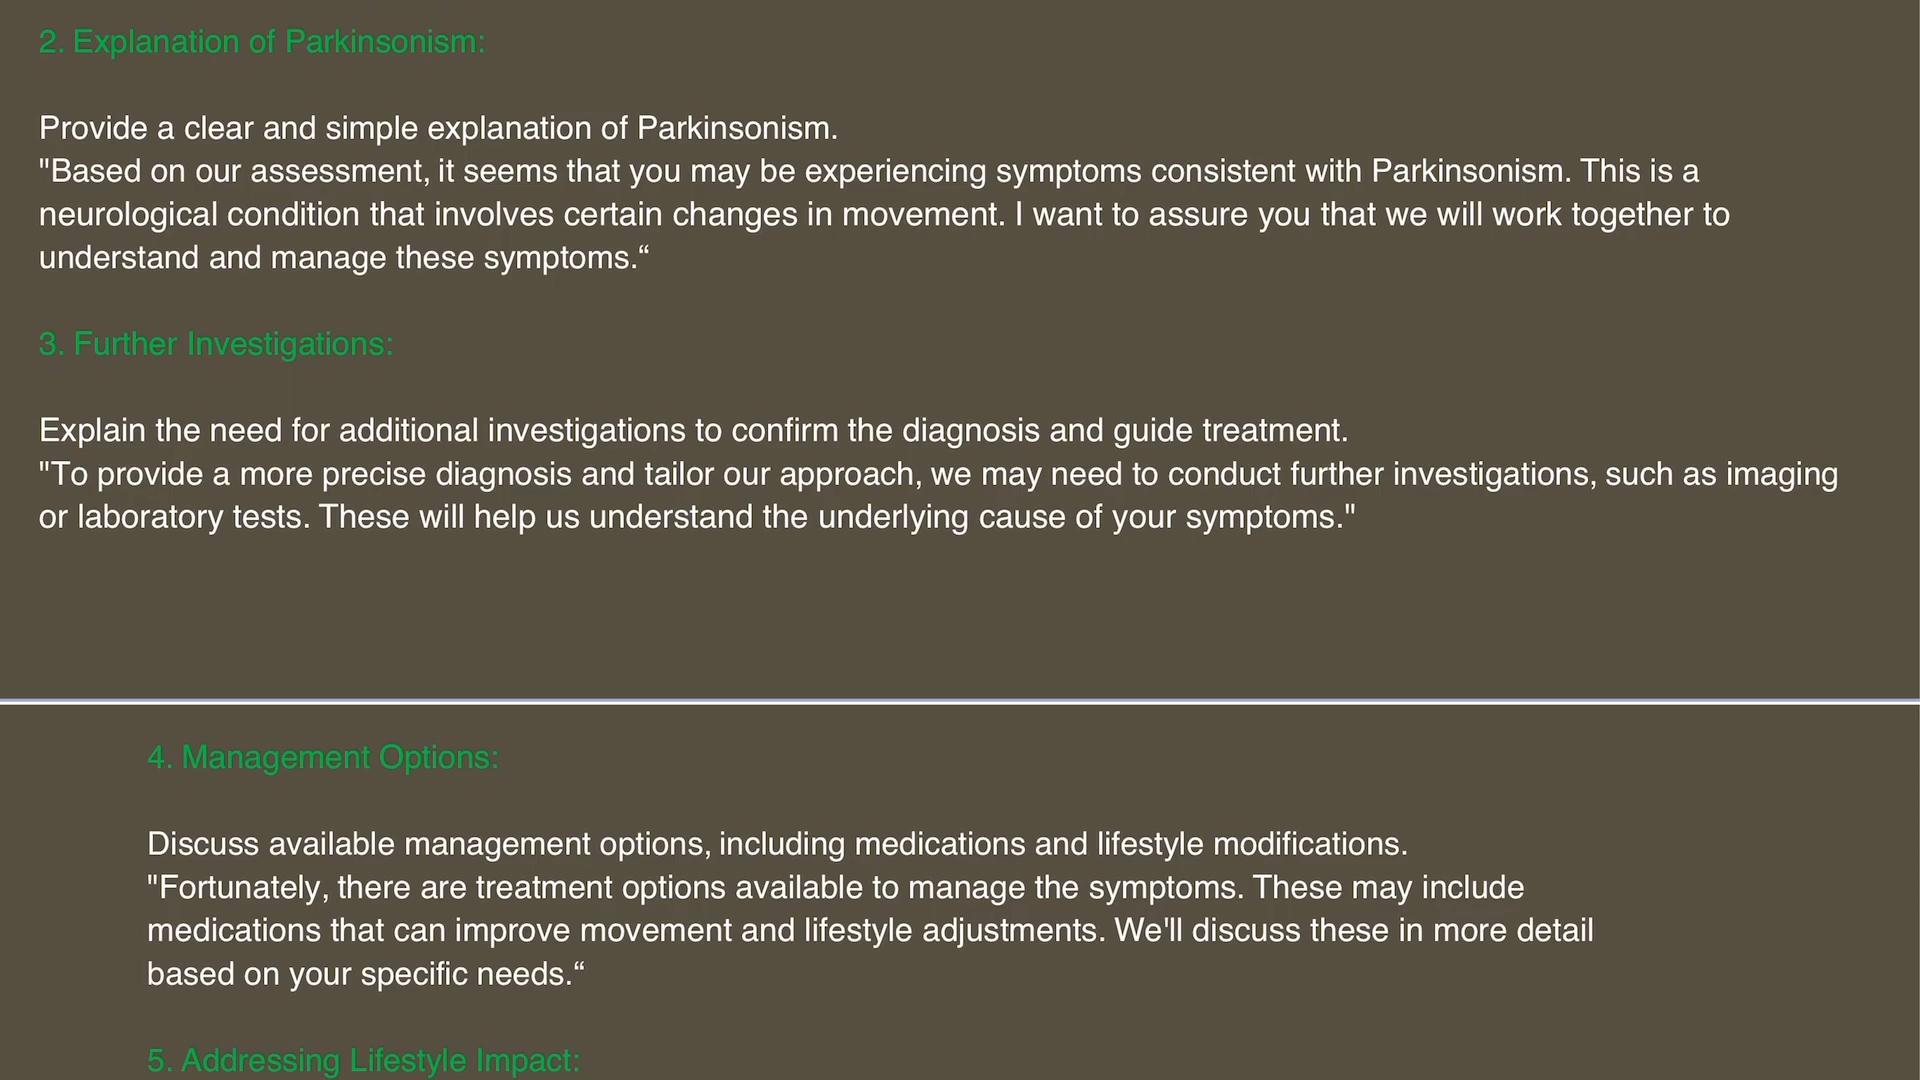 2. Explanation of Parkinsonism:
Provide a clear and simple explanation of Parkinsonism.
"Based on our assessment, it seems that you may be experiencing symptoms consistent with Parkinsonism. This is a
neurological condition that involves certain changes in movement. I want to assure you that we will work together to
understand and manage these symptoms.“
3. Further Investigations:
Explain the need for additional investigations to confirm the diagnosis and guide treatment.
"To provide a more precise diagnosis and tailor our approach, we may need to conduct further investigations, such as imaging
or laboratory tests. These will help us understand the underlying cause of your symptoms."
4. Management Options:
Discuss available management options, including medications and lifestyle modifications.
"Fortunately, there are treatment options available to manage the symptoms. These may include
medications that can improve movement and lifestyle adjustments. We'll discuss these in more detail
based on your specific needs.“
5. Addressing Lifestyle Impact: